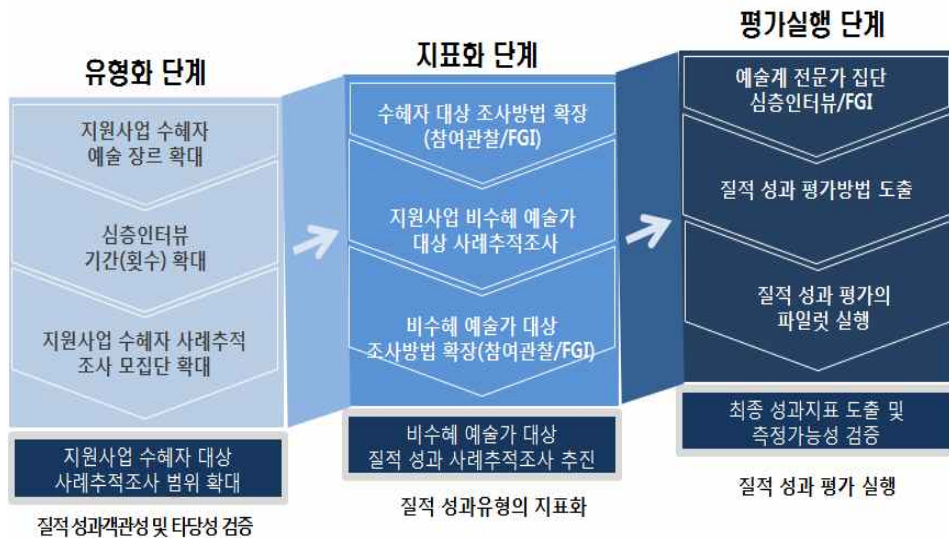 유형화 단계
지원사업 수혜자
예술 장르 확대
심층인터뷰
기간(횟수) 확대
지원사업 수혜자 사례추적
조사 모집단 확대
지원사업 수혜자 대상
사례추적조사 범위 확대
질적 성과객관성 및 타당성 검증
지표화 단계
수혜자 대상 조사방법 확장
(참여관찰/FGI)
지원사업 비수혜 예술가
대상 사례추적조사
비수혜 예술가 대상
조사방법 확장(참여관찰/FGI)
비수혜 예술가 대상
질적 성과 사례추적조사 추진
질적 성과유형의 지표화
평가실행 단계
예술계 전문가 집단
심층인터뷰/FGI
질적 성과 평가방법 도출
질적 성과 평가의
파일럿 실행
최종 성과지표 도출 및
측정가능성 검증
질적 성과 평가 실행